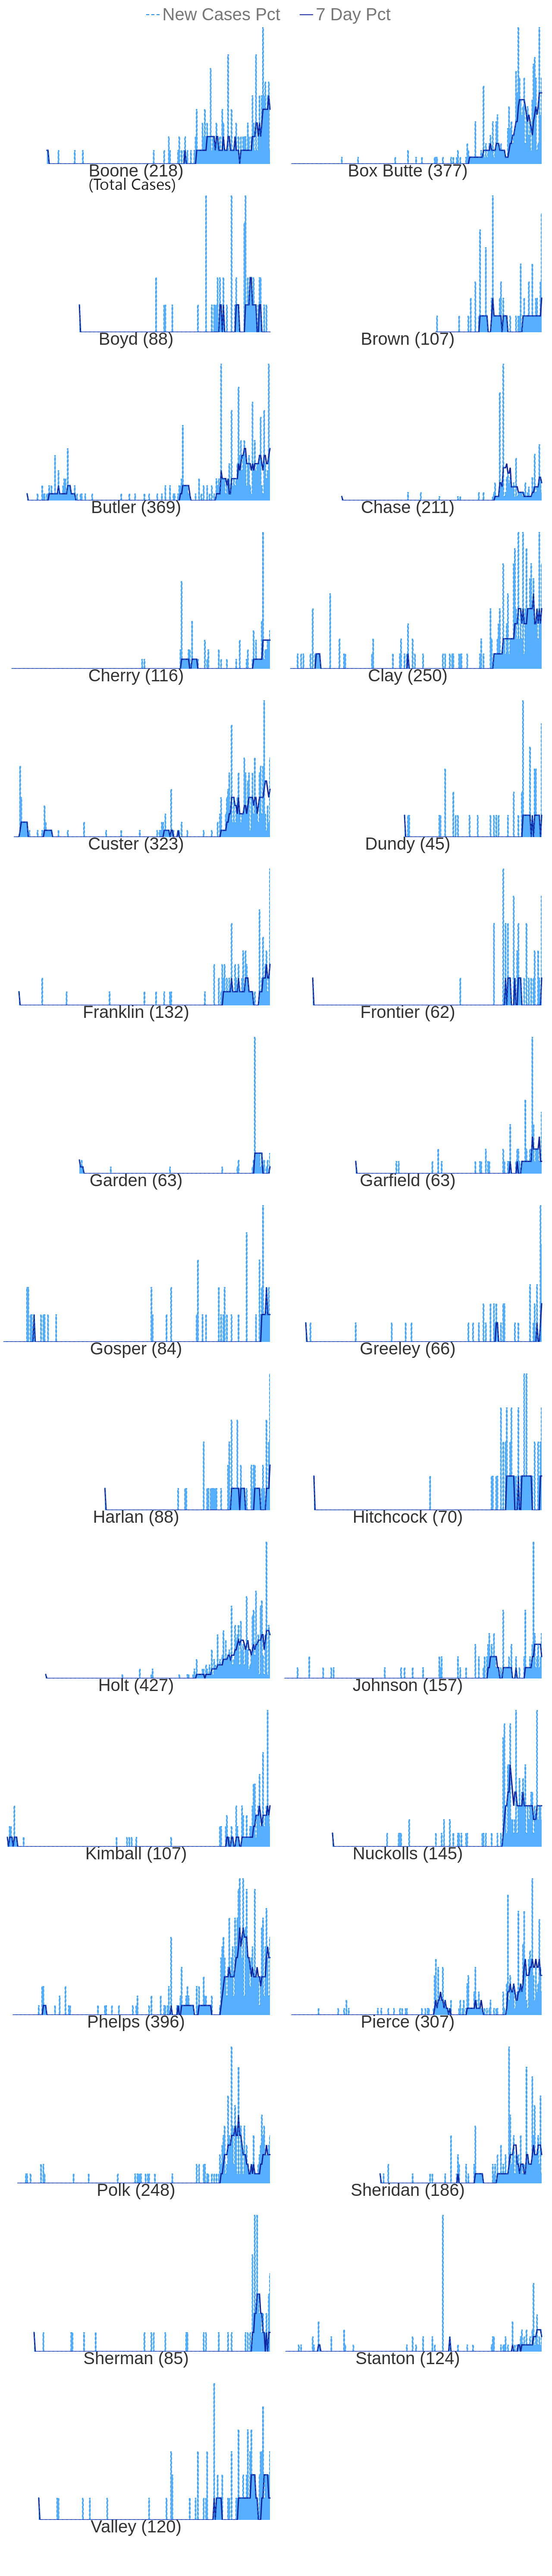 New Cases Pct 7 Day Pct
Boone (218) Box Butte (377)
(Total Cases)
Boyd (88) Brown (107)
Butler (369) Chase (211)
Cherry (116) Clay (250)
Custer (323) Dundy (45)
Franklin (132) Frontier (62)
Garden (63) Garfield (63)
Gosper (84) Greeley (66)
Harlan (88) Hitchcock (70)
Holt (427) Johnson (157)
Kimball (107) Nuckolls (145)
Phelps (396) Pierce (307)
Polk (248) Sheridan (186)
Sherman (85) Stanton (124)
Valley (120)